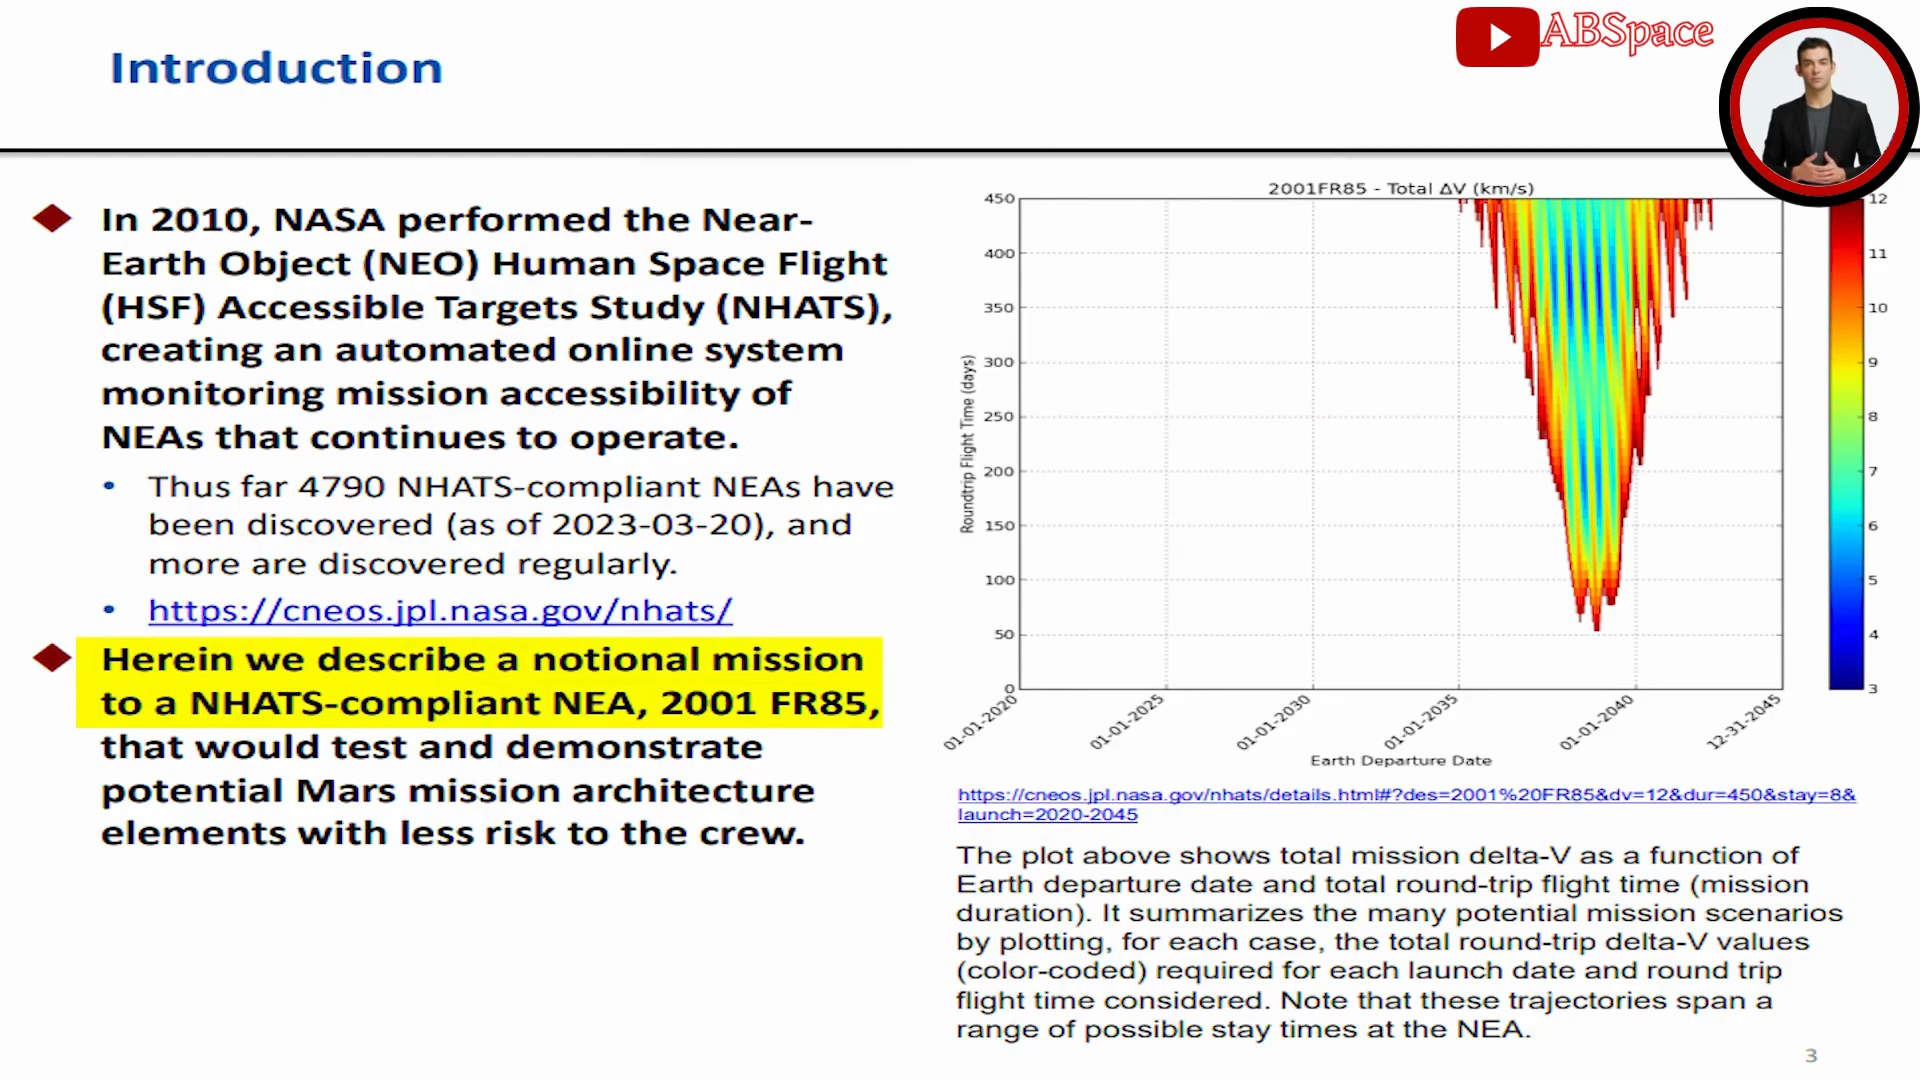 Introduction
ABSpace
In 2010, NASA performed the Near-
Earth Object (NEO) Human Space Flight
(HSF) Accessible Targets Study (NHATS),
creating an automated online system
monitoring mission accessibility of
NEAs that continues to operate.
• Thus far 4790 NHATS-compliant NEAs have
been discovered (as of 2023-03-20), and
more are discovered regularly.
• https://cneos.jpl.nasa.gov/nhats/
Herein we describe a notional mission
to a NHATS-compliant NEA, 2001 FR85,
that would test and demonstrate
potential Mars mission architecture
elements with less risk to the crew.
2001FR85 - Total ΔV (km/s)
450
400
350
300
250
200
150
100
50
0
Roundtrip Flight Time (days)
01-01-2020
01-01-2025
01-01-2030
01-01-2035
01-01-2040
12-31-2045
Earth Departure Date
12
11
10
9
8
7
6
5
4
3
https://cneos.jpl.nasa.gov/nhats/details.html#?des=2001%20FR85&dv=12&dur=450&stay=8&
launch=2020-2045
The plot above shows total mission delta-V as a function of
Earth departure date and total round-trip flight time (mission
duration). It summarizes the many potential mission scenarios
by plotting, for each case, the total round-trip delta-V values
(color-coded) required for each launch date and round trip
flight time considered. Note that these trajectories span a
range of possible stay times at the NEA.
3